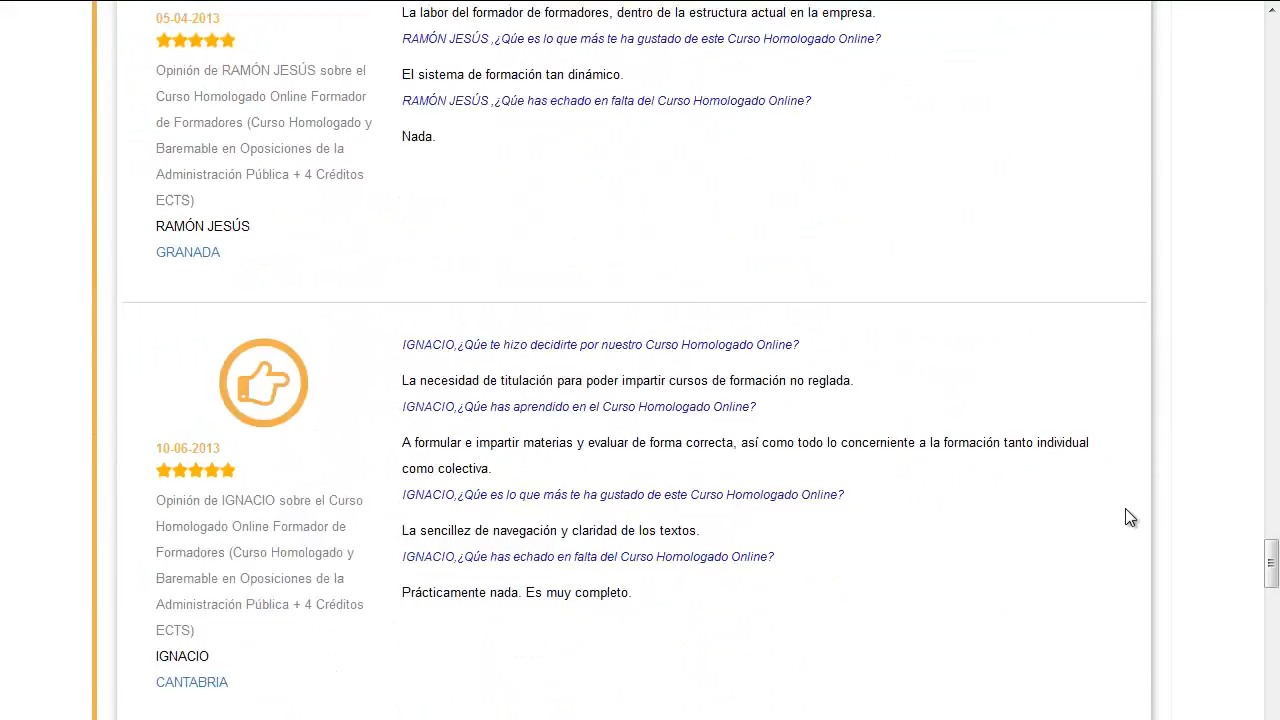 05-04-2013
Opinión de RAMÓN JESÚS sobre el
Curso Homologado Online Formador
de Formadores (Curso Homologado y
Baremable en Oposiciones de la
Administración Pública + 4 Créditos
ECTS)
RAMÓN JESÚS
GRANADA
La labor del formador de formadores, dentro de la estructura actual en la empresa.
RAMÓN JESÚS ,¿Qúe es lo que más te ha gustado de este Curso Homologado Online?
El sistema de formación tan dinámico.
RAMÓN JESÚS ,¿Qúe has echado en falta del Curso Homologado Online?
Nada.
10-06-2013
Opinión de IGNACIO sobre el Curso
Homologado Online Formador de
Formadores (Curso Homologado y
Baremable en Oposiciones de la
Administración Pública + 4 Créditos
ECTS)
IGNACIO
CANTABRIA
IGNACIO,¿Qúe te hizo decidirte por nuestro Curso Homologado Online?
La necesidad de titulación para poder impartir cursos de formación no reglada.
IGNACIO,¿Qúe has aprendido en el Curso Homologado Online?
A formular e impartir materias y evaluar de forma correcta, así como todo lo concerniente a la formación tanto individual
como colectiva.
IGNACIO,¿Qúe es lo que más te ha gustado de este Curso Homologado Online?
La sencillez de navegación y claridad de los textos.
IGNACIO,¿Qúe has echado en falta del Curso Homologado Online?
Prácticamente nada. Es muy completo.